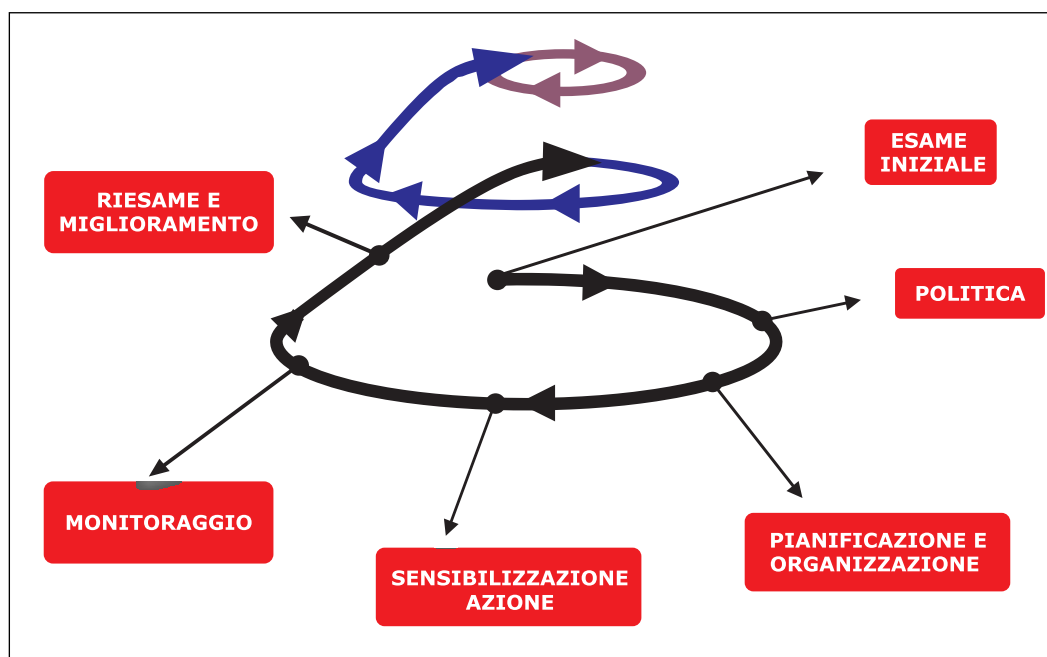 ESAME
INIZIALE
POLITICA
PIANIFICAZIONE E
ORGANIZZAZIONE
SENSIBILIZZAZIONE
AZIONE
MONITORAGGIO
RIESAME E
MIGLIORAMENTO